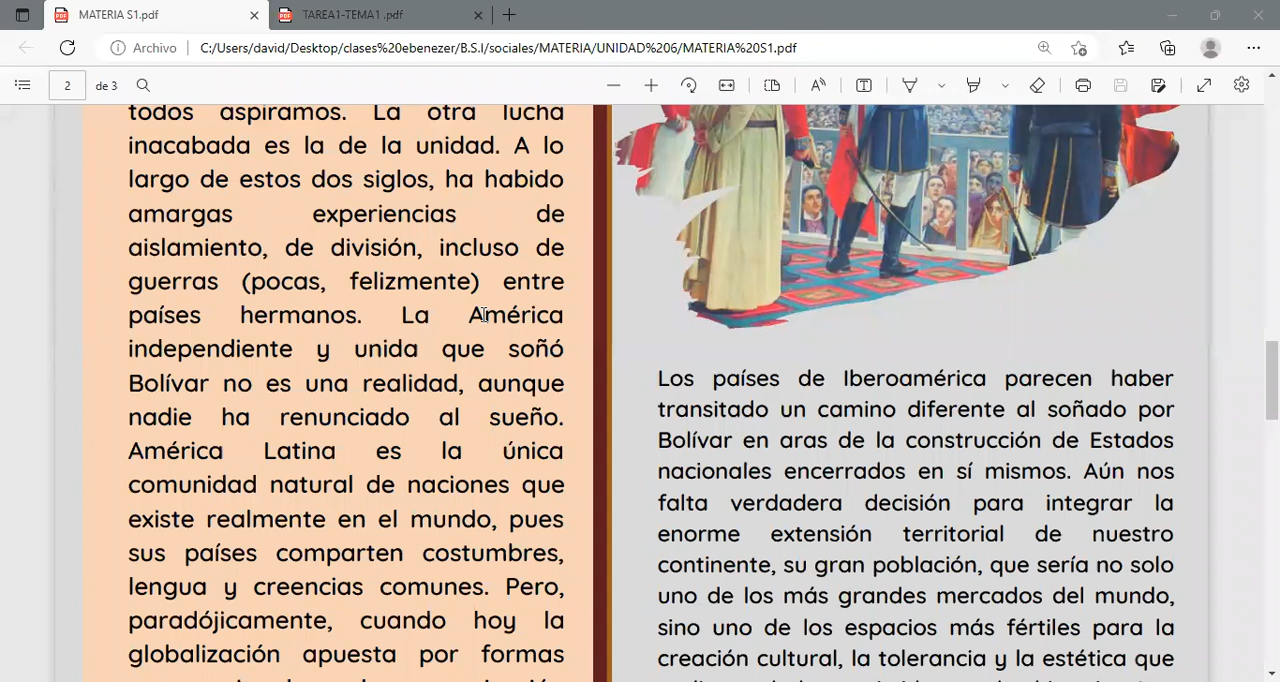 MATERIA S1.pdf
TAREA1-TEMA1 .pdf
Archivo
C:/Users/david/Desktop/clases%20ebenezer/B.S.I/sociales/MATERIA/UNIDAD%206/MATERIA%20S1.pdf
2
de 3
todos aspiramos. La otra lucha
inacabada es la de la unidad. A lo
largo de estos dos siglos, ha habido
amargas experiencias de
aislamiento, de división, incluso de
guerras (pocas, felizmente) entre
países hermanos. La América
independiente y unida que soñó
Bolívar no es una realidad, aunque
nadie ha renunciado al sueño.
América Latina es la única
comunidad natural de naciones que
existe realmente en el mundo, pues
sus países comparten costumbres,
lengua y creencias comunes. Pero,
paradójicamente, cuando hoy la
globalización apuesta por formas
Los países de Iberoamérica parecen haber
transitado un camino diferente al soñado por
Bolívar en aras de la construcción de Estados
nacionales encerrados en sí mismos. Aún nos
falta verdadera decisión para integrar la
enorme extensión territorial de nuestro
continente, su gran población, que sería no solo
uno de los más grandes mercados del mundo,
sino uno de los espacios más fértiles para la
creación cultural, la tolerancia y la estética que